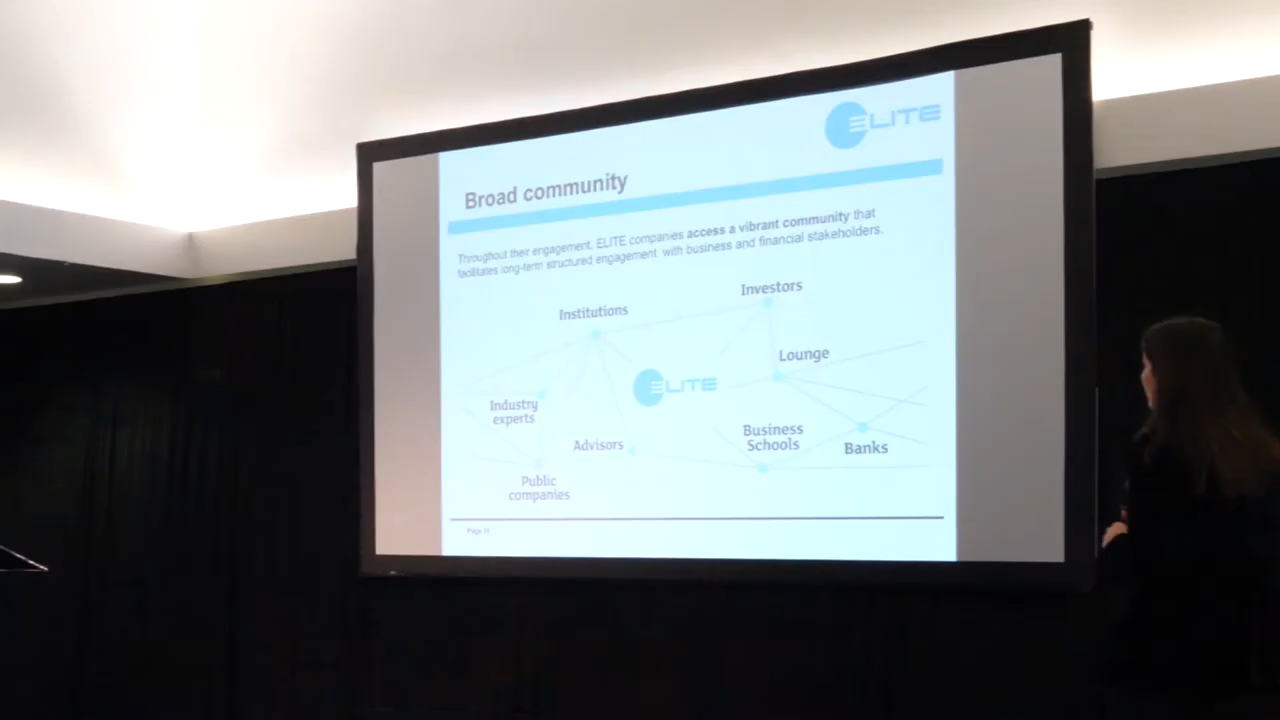 ELITE
Broad community
Throughout their engagement, ELITE companies access a vibrant community that
facilitates long-term structured engagement with business and financial stakeholders.
Investors
Institutions
Lounge
ELITE
Industry
experts
Business
Schools
Advisors
Banks
Public
companies